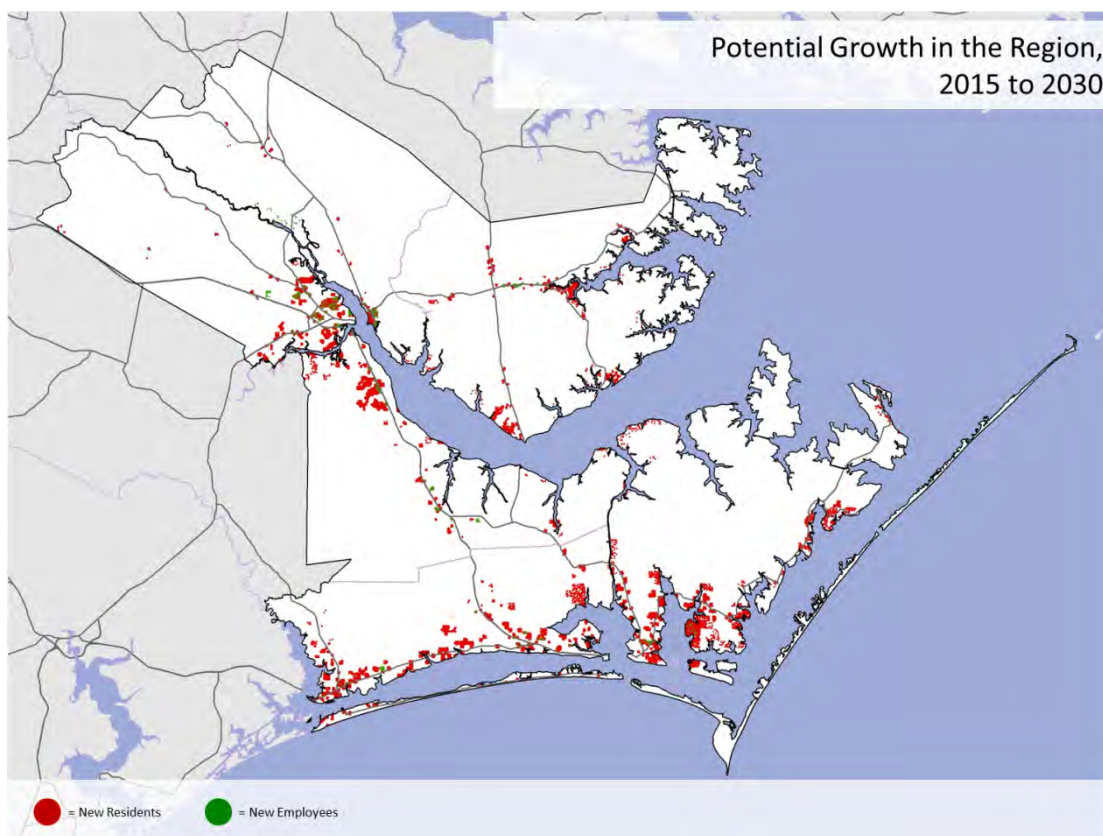 Potential Growth in the Region,
2015 to 2030
= New Residents
= New Employees